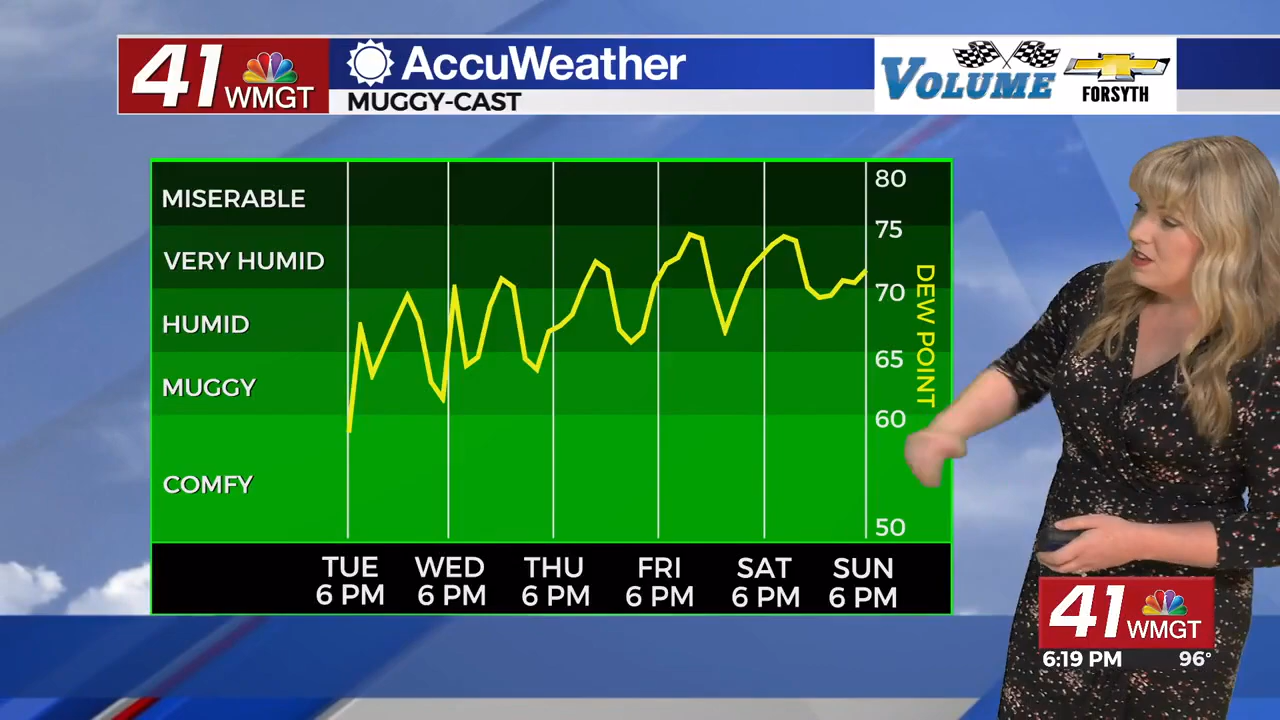 41 WMGT
AccuWeather
MUGGY-CAST
VOLUME
FORSYTH
MISERABLE
VERY HUMID
HUMID
MUGGY
COMFY
80
75
70
65
60
50
DEW POINT
TUE WED THU FRI SAT SUN
6 PM 6 PM 6 PM 6 PM 6 PM 6 PM
41 WMGT
6:19 PM 96°